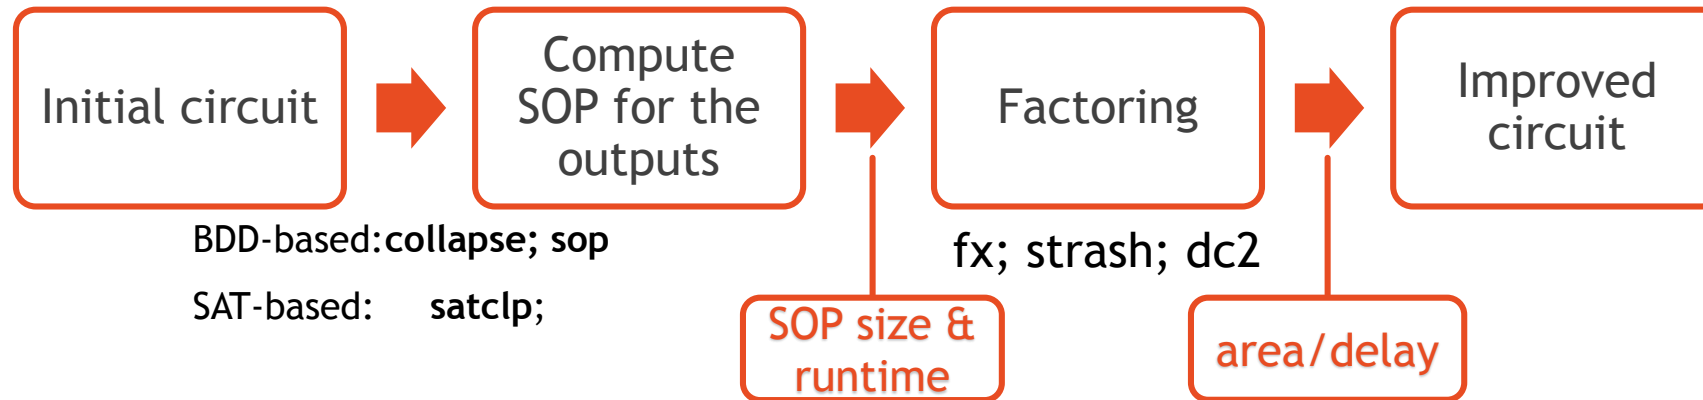 Initial circuit
Compute
SOP for the
outputs
Factoring
Improved
circuit
BDD-based:collapse; sop
SAT-based: satclp;
fx; strash; dc2
SOP size &
runtime
area/delay